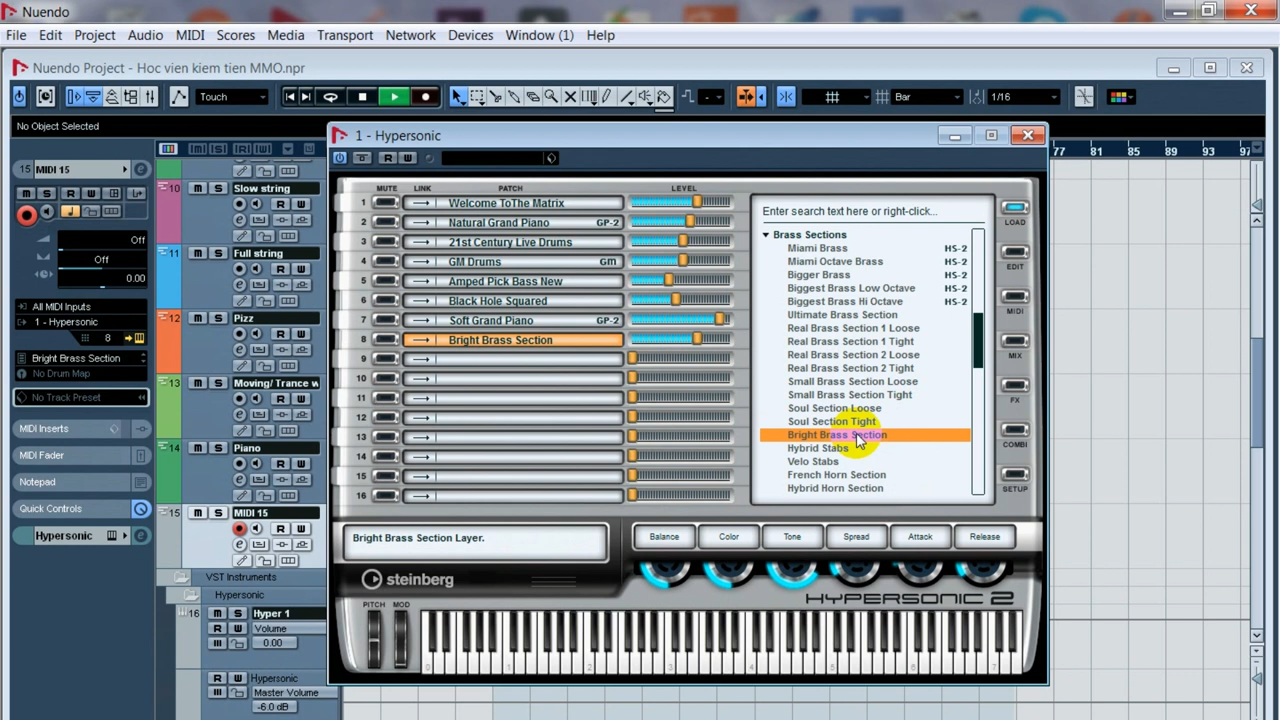 Nuendo
File Edit Project Audio MIDI Scores Media Transport Network Devices Window (1) Help
Nuendo Project - Hoc vien kiem tien MMO.npr
Touch
Bar
1/16
No Object Selected
15 MIDI 15
Off
Off
0.00
All MIDI Inputs
1 - Hypersonic
8
Bright Brass Section
No Drum Map
No Track Preset
MIDI Inserts
MIDI Fader
Notepad
Quick Controls
Hypersonic
10 Slow string
11 Full string
12 Pizz
13 Moving/ Trance w
14 Piano
15 MIDI 15
VST Instruments
Hypersonic
16 Hyper 1
Volume
0.00
Hypersonic
Master Volume
-6.0 dB
77 81 85 89 93 97
1 - Hypersonic
MUTE LINK PATCH LEVEL
1 Welcome ToThe Matrix
2 Natural Grand Piano GP-2
3 21st Century Live Drums
4 GM Drums Gm
5 Amped Pick Bass New
6 Black Hole Squared
7 Soft Grand Piano GP-2
8 Bright Brass Section
9
10
11
12
13
14
15
16
Enter search text here or right-click...
Brass Sections
Miami Brass HS-2
Miami Octave Brass HS-2
Bigger Brass HS-2
Biggest Brass Low Octave HS-2
Biggest Brass Hi Octave HS-2
Ultimate Brass Section
Real Brass Section 1 Loose
Real Brass Section 1 Tight
Real Brass Section 2 Loose
Real Brass Section 2 Tight
Small Brass Section Loose
Small Brass Section Tight
Soul Section Loose
Soul Section Tight
Bright Brass Section
Hybrid Stabs
Velo Stabs
French Horn Section
Hybrid Horn Section
LOAD
EDIT
MIDI
MIX
FX
COMBI
SETUP
Bright Brass Section Layer.
Balance Color Tone Spread Attack Release
steinberg
HYPERSONIC 2
PITCH MOD
0 1 2 3 4 5 6 7